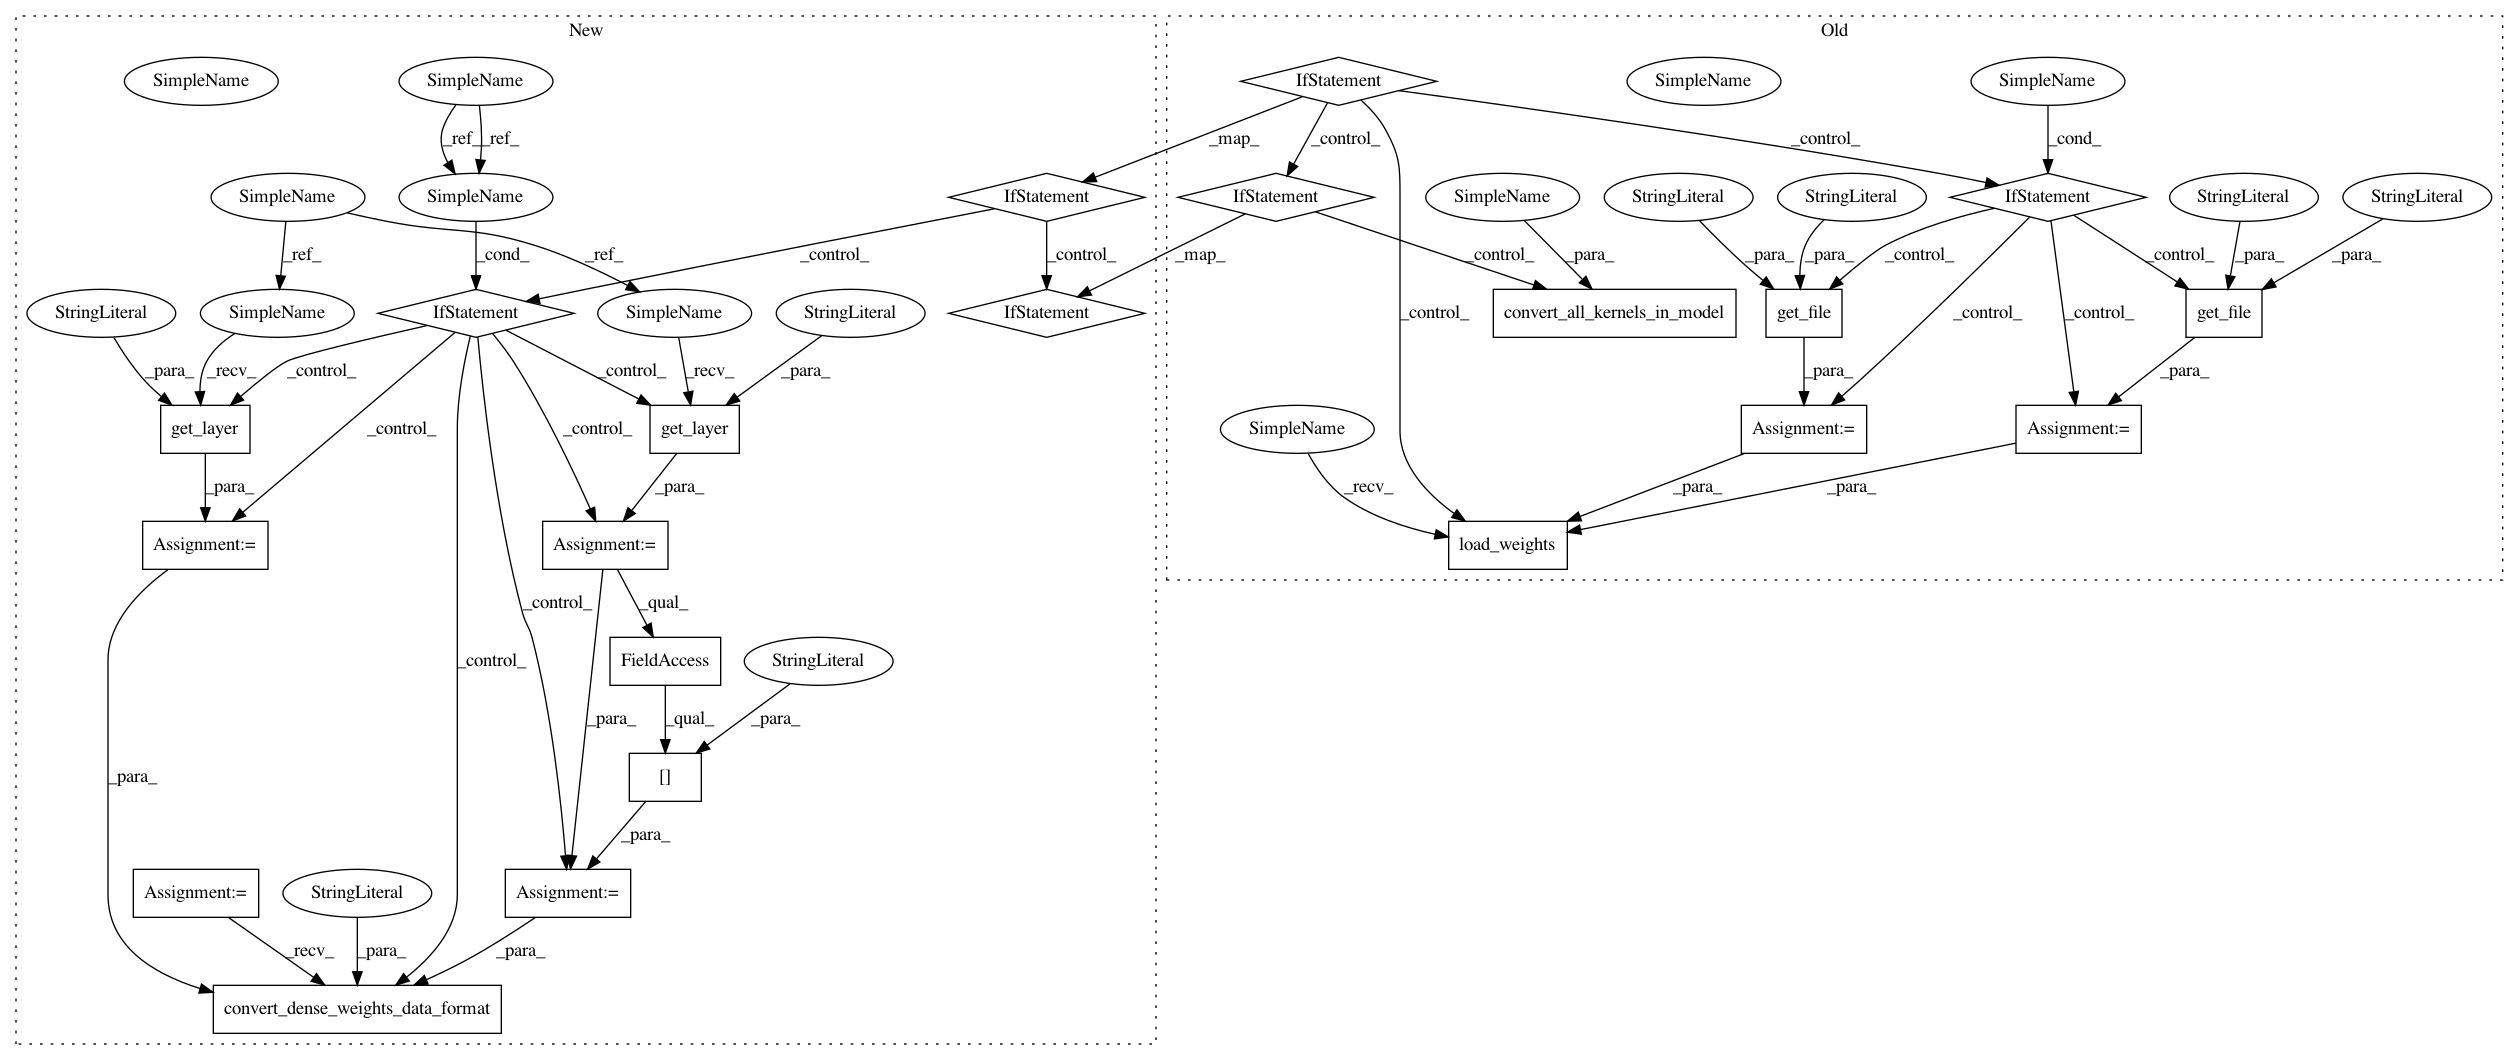 New
Old
SimpleName
SimpleName
IfStatement
SimpleName
SimpleName
_ref_
_ref_
_map_
_control_
_control_
_cond_
SimpleName
SimpleName
IfStatement
IfStatement
SimpleName
StringLiteral
StringLiteral
IfStatement
StringLiteral
StringLiteral
_ref_
_cond_
_ref_
_control_
_control_
_map_
_control_
_para_
_para_
_para_
_control_
_control_
_para_
_para_
StringLiteral
SimpleName
IfStatement
SimpleName
StringLiteral
IfStatement
_control_
convert_all_kernels_in_model
get_file
_control_
_control_
get_file
_para_
_recv_
_control_
_control_
_recv_
_para_
_para_
_para_
get_layer
_control_
_control_
get_layer
SimpleName
Assignment:=
Assignment:=
_para_
_para_
_recv_
_para_
_para_
Assignment:=
Assignment:=
load_weights
_control_
_qual_
_control_
FieldAccess
StringLiteral
_para_
_qual_
_para_
_para_
[]
_para_
Assignment:=
StringLiteral
Assignment:=
_recv_
_para_
_para_
convert_dense_weights_data_format